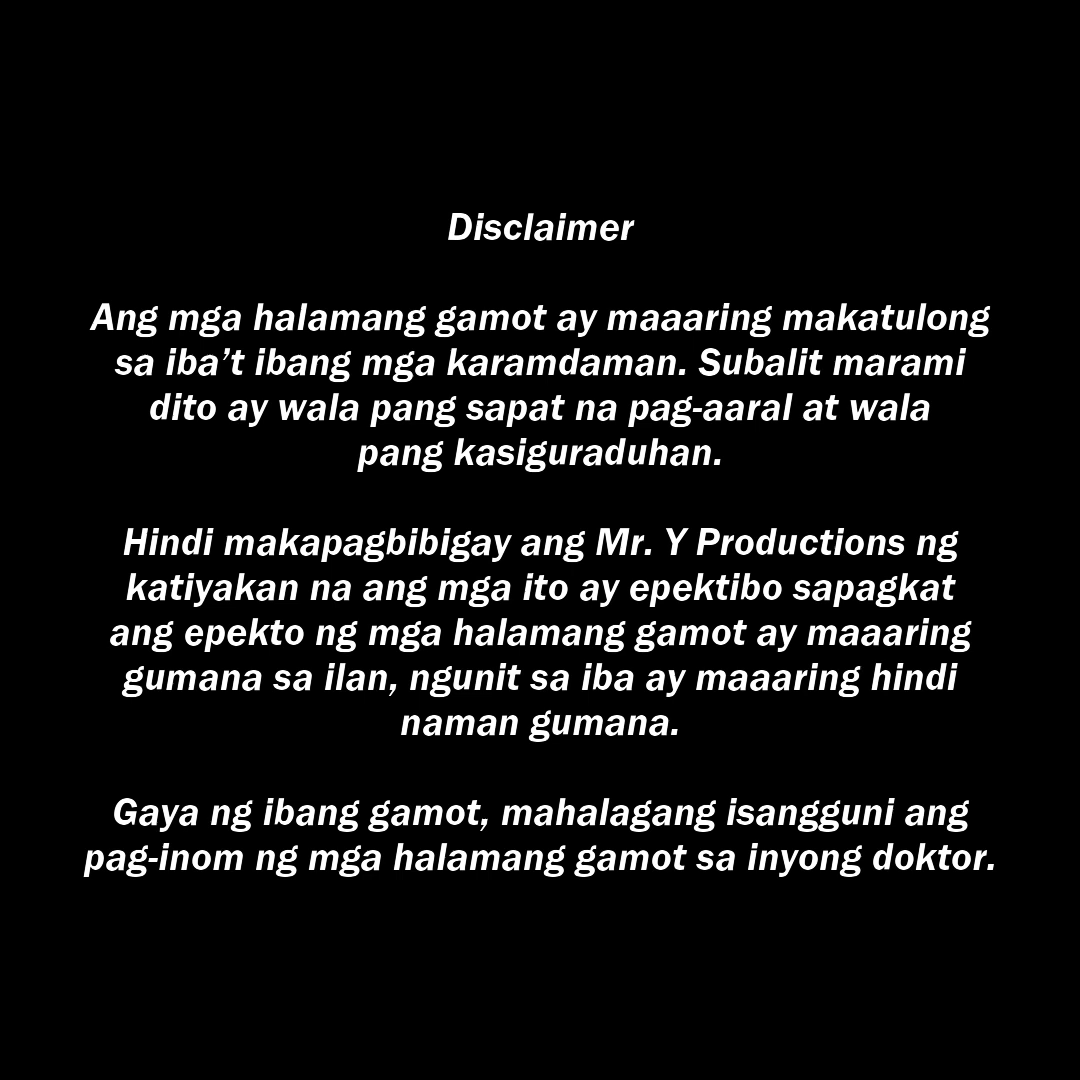 Disclaimer
Ang mga halamang gamot ay maaaring makatulong
sa iba’t ibang mga karamdaman. Subalit marami
dito ay wala pang sapat na pag-aaral at wala
pang kasiguraduhan.
Hindi makapagbibigay ang Mr. Y Productions ng
katiyakan na ang mga ito ay epektibo sapagkat
ang epekto ng mga halamang gamot ay maaaring
gumana sa ilan, ngunit sa iba ay maaaring hindi
naman gumana.
Gaya ng ibang gamot, mahalagang isangguni ang
pag-inom ng mga halamang gamot sa inyong doktor.